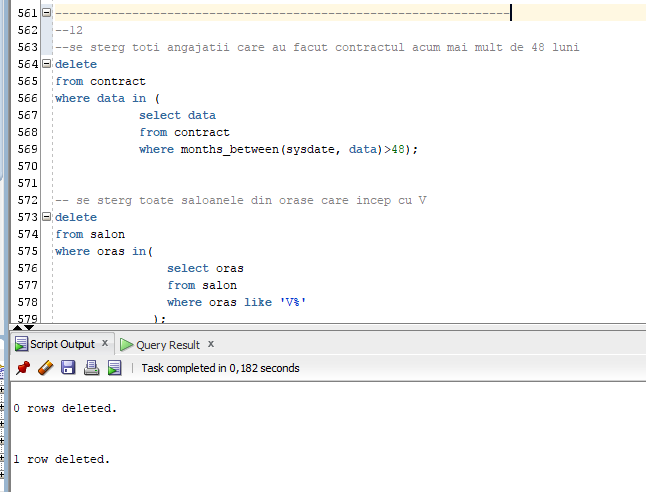 561 -----------------------------------------------------------------
562 --12
563 --se sterg toti angajatii care au facut contractul acum mai mult de 48 luni
564 delete
565 from contract
566 where data in (
567 select data
568 from contract
569 where months_between(sysdate, data)>48);
570
571
572 -- se sterg toate saloanele din orase care incep cu V
573 delete
574 from salon
575 where oras in(
576 select oras
577 from salon
578 where oras like 'V%'
579 );
Script Output x Query Result x
Task completed in 0,182 seconds
0 rows deleted.
1 row deleted.